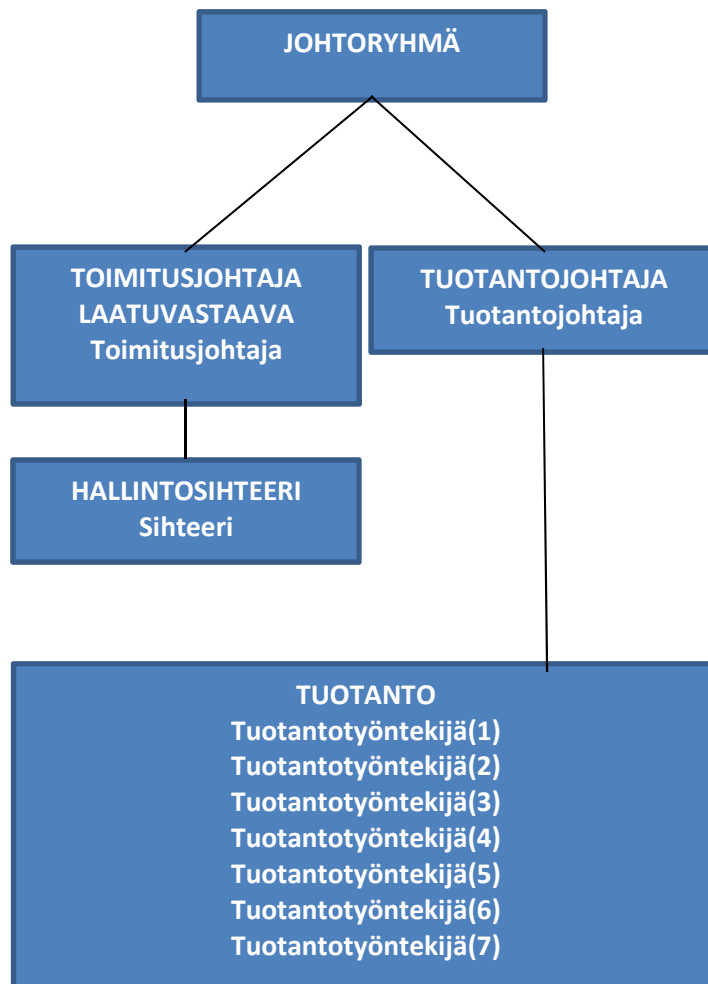 JOHTORYHMÄ
TOIMITUSJOHTAJA
LAATUVASTAAVA
Toimitusjohtaja
TUOTANTOJOHTAJA
Tuotantojohtaja
HALLINTOSIHTEERI
Sihteeri
TUOTANTO
Tuotantotyöntekijä(1)
Tuotantotyöntekijä(2)
Tuotantotyöntekijä(3)
Tuotantotyöntekijä(4)
Tuotantotyöntekijä(5)
Tuotantotyöntekijä(6)
Tuotantotyöntekijä(7)